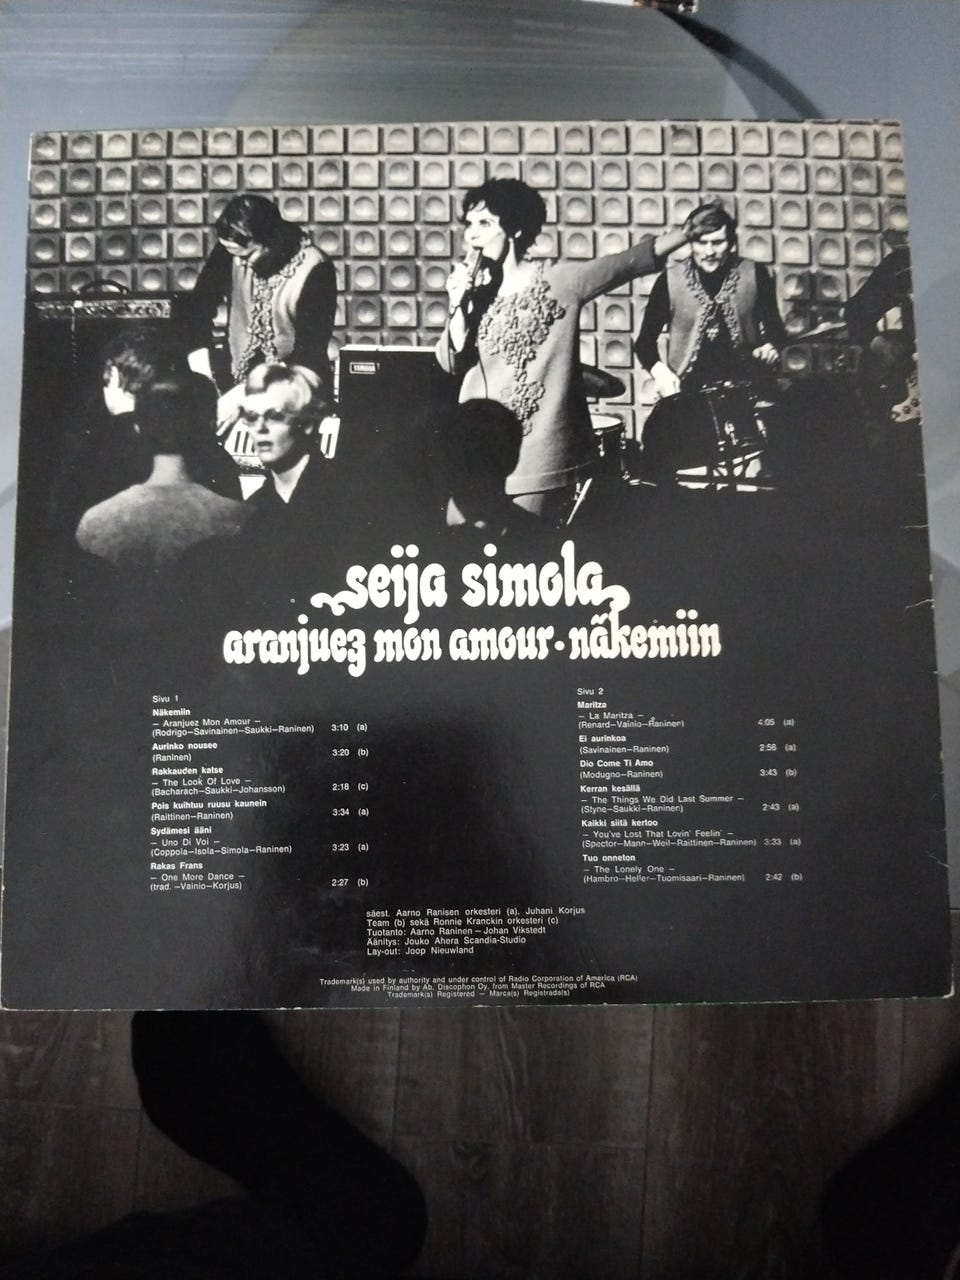 YAMAHA
seija simola
aranjuez mon amour · näkemiin
Sivu 1
Näkemiin
— Aranjuez Mon Amour —
(Rodrigo—Savinainen—Saukki—Raninen) 3:10 (a)
Aurinko nousee
(Raninen) 3:20 (b)
Rakkauden katse
— The Look Of Love —
(Bacharach—Saukki—Johansson) 2:18 (c)
Pois kuihtuu ruusu kaunein
(Raittinen—Raninen) 3:34 (a)
Sydämesi ääni
— Uno Di Voi —
(Coppola—Isola—Simola—Raninen) 3:23 (a)
Rakas Frans
— One More Dance —
(trad. —Vainio—Korjus) 2:27 (b)
Sivu 2
Maritza
— La Maritza —
(Renard—Vainio—Raninen) 4:05 (a)
Ei aurinkoa
(Savinainen—Raninen) 2:56 (a)
Dio Come Ti Amo
(Modugno—Raninen) 3:43 (b)
Kerran kesällä
— The Things We Did Last Summer —
(Styne—Saukki—Raninen) 2:43 (a)
Kaikki siitä kertoo
— You've Lost That Lovin' Feelin' —
(Spector—Mann—Weil—Raittinen—Raninen) 3:33 (a)
Tuo onneton
— The Lonely One —
(Hambro—Heller—Tuomisaari—Raninen) 2:42 (b)
säest. Aarno Ranisen orkesteri (a), Juhani Korjus
Team (b) sekä Ronnie Kranckin orkesteri (c)
Tuotanto: Aarno Raninen — Johan Vikstedt
Äänitys: Jouko Ahera Scandia-Studio
Lay-out: Joop Nieuwland
Trademark(s) used by authority and under control of Radio Corporation of America (RCA)
Made in Finland by Ab. Discophon Oy. from Master Recordings of RCA
Trademark(s) Registered — Marca(s) Registrada(s)